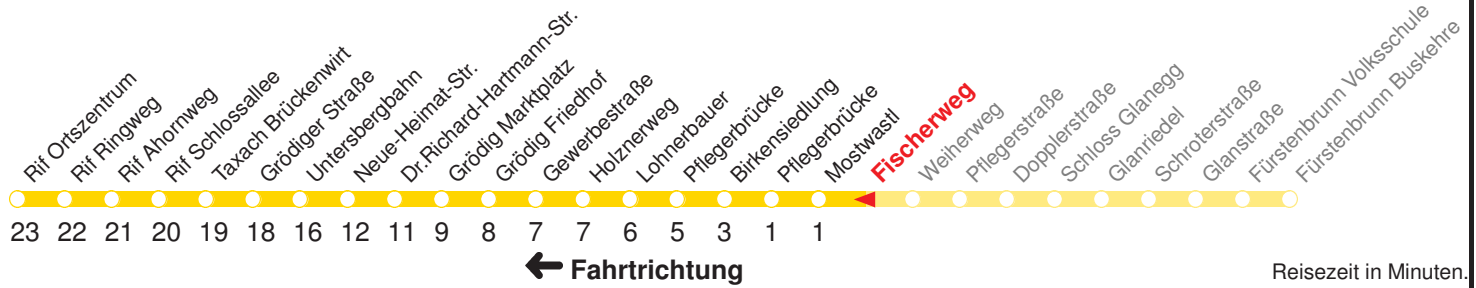 Rif Ortszentrum
Rif Ringweg
Rif Ahornweg
Rif Schlossallee
Taxach Brückenwirt
Grödiger Straße
Untersbergbahn
Neue-Heimat-Str.
Dr.Richard-Hartmann-Str.
Grödig Marktplatz
Grödig Friedhof
Gewerbestraße
Holznerweg
Lohnerbauer
Pflegerbrücke
Birkensiedlung
Pflegerbrücke
Mostwastl
Fischerweg
Weiherweg
Pflegerstraße
Dopplerstraße
Schloss Glanegg
Glanriedel
Schroterstraße
Glanstraße
Fürstenbrunn Volksschule
Fürstenbrunn Buskehre
23 22 21 20 19 18 16 12 11 9 8 7 7 6 5 3 1 1
Fahrtrichtung
Reisezeit in Minuten.